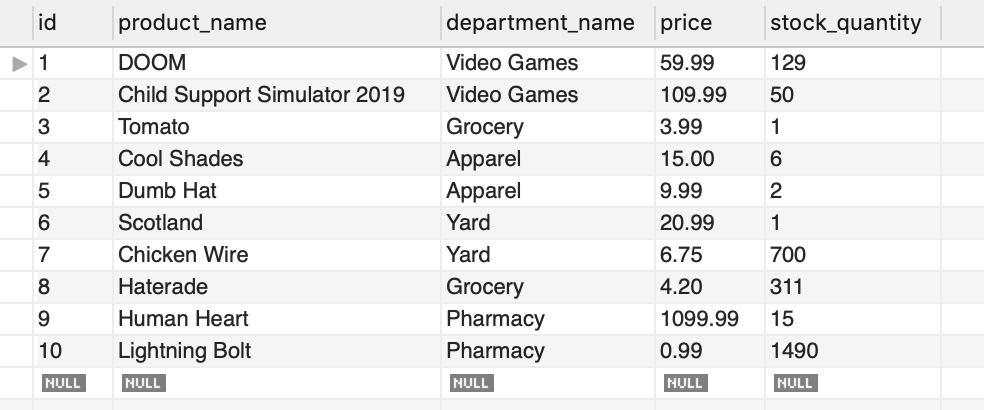 id product_name department_name price stock_quantity
1 DOOM Video Games 59.99 129
2 Child Support Simulator 2019 Video Games 109.99 50
3 Tomato Grocery 3.99 1
4 Cool Shades Apparel 15.00 6
5 Dumb Hat Apparel 9.99 2
6 Scotland Yard 20.99 1
7 Chicken Wire Yard 6.75 700
8 Haterade Grocery 4.20 311
9 Human Heart Pharmacy 1099.99 15
10 Lightning Bolt Pharmacy 0.99 1490
NULL NULL NULL NULL NULL